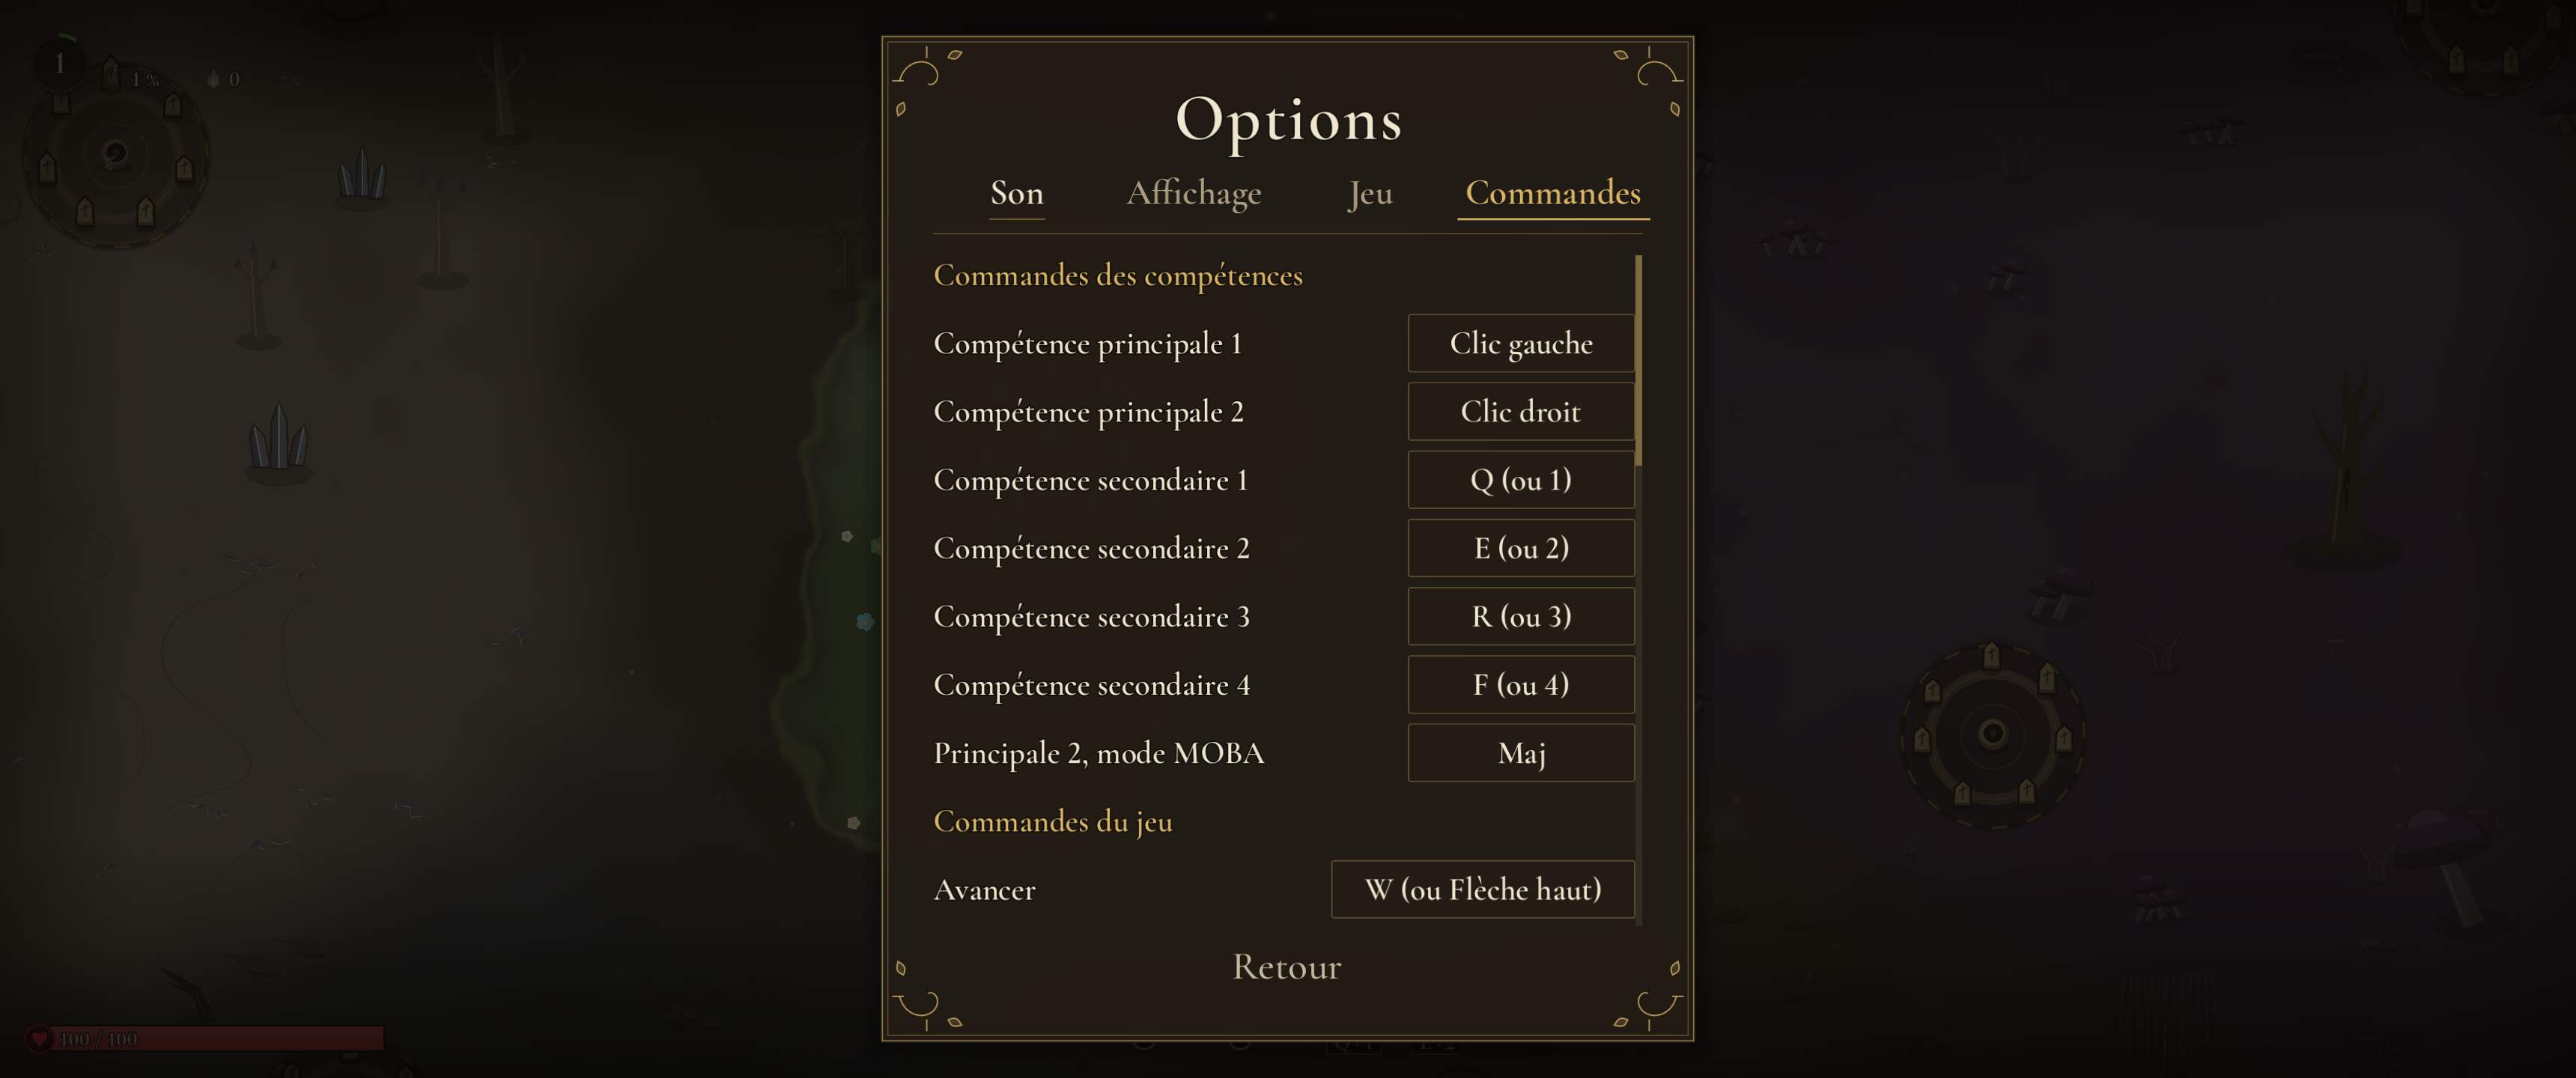 1
1 %
0
Options
Son
Affichage
Jeu
Commandes
Commandes des compétences
Compétence principale 1
Clic gauche
Compétence principale 2
Clic droit
Compétence secondaire 1
Q (ou 1)
Compétence secondaire 2
E (ou 2)
Compétence secondaire 3
R (ou 3)
Compétence secondaire 4
F (ou 4)
Principale 2, mode MOBA
Maj
Commandes du jeu
Avancer
W (ou Flèche haut)
Retour
100 / 100